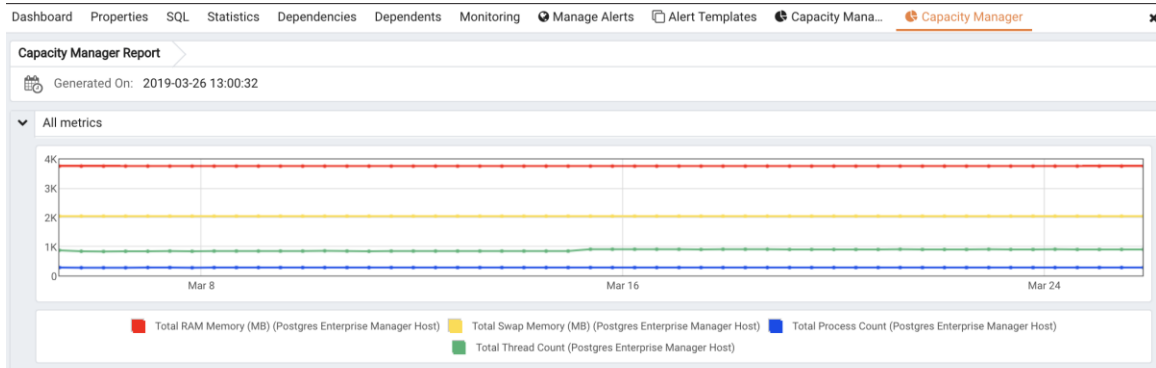 Dashboard Properties SQL Statistics Dependencies Dependents Monitoring Manage Alerts Alert Templates Capacity Mana... Capacity Manager
Capacity Manager Report
Generated On: 2019-03-26 13:00:32
All metrics
4K
3K
2K
1K
0
Mar 8 Mar 16 Mar 24
Total RAM Memory (MB) (Postgres Enterprise Manager Host) Total Swap Memory (MB) (Postgres Enterprise Manager Host) Total Process Count (Postgres Enterprise Manager Host)
Total Thread Count (Postgres Enterprise Manager Host)